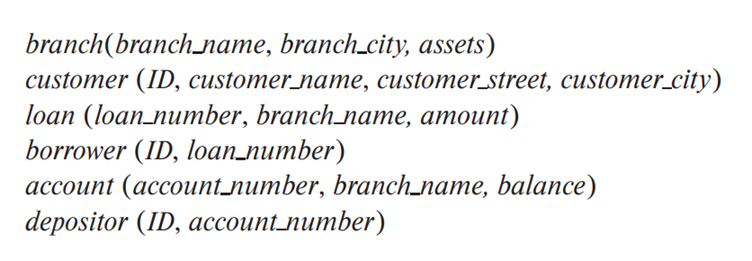 branch(branch_name, branch_city, assets)
customer (ID, customer_name, customer_street, customer_city)
loan (loan_number, branch_name, amount)
borrower (ID, loan_number)
account (account_number, branch_name, balance)
depositor (ID, account_number)